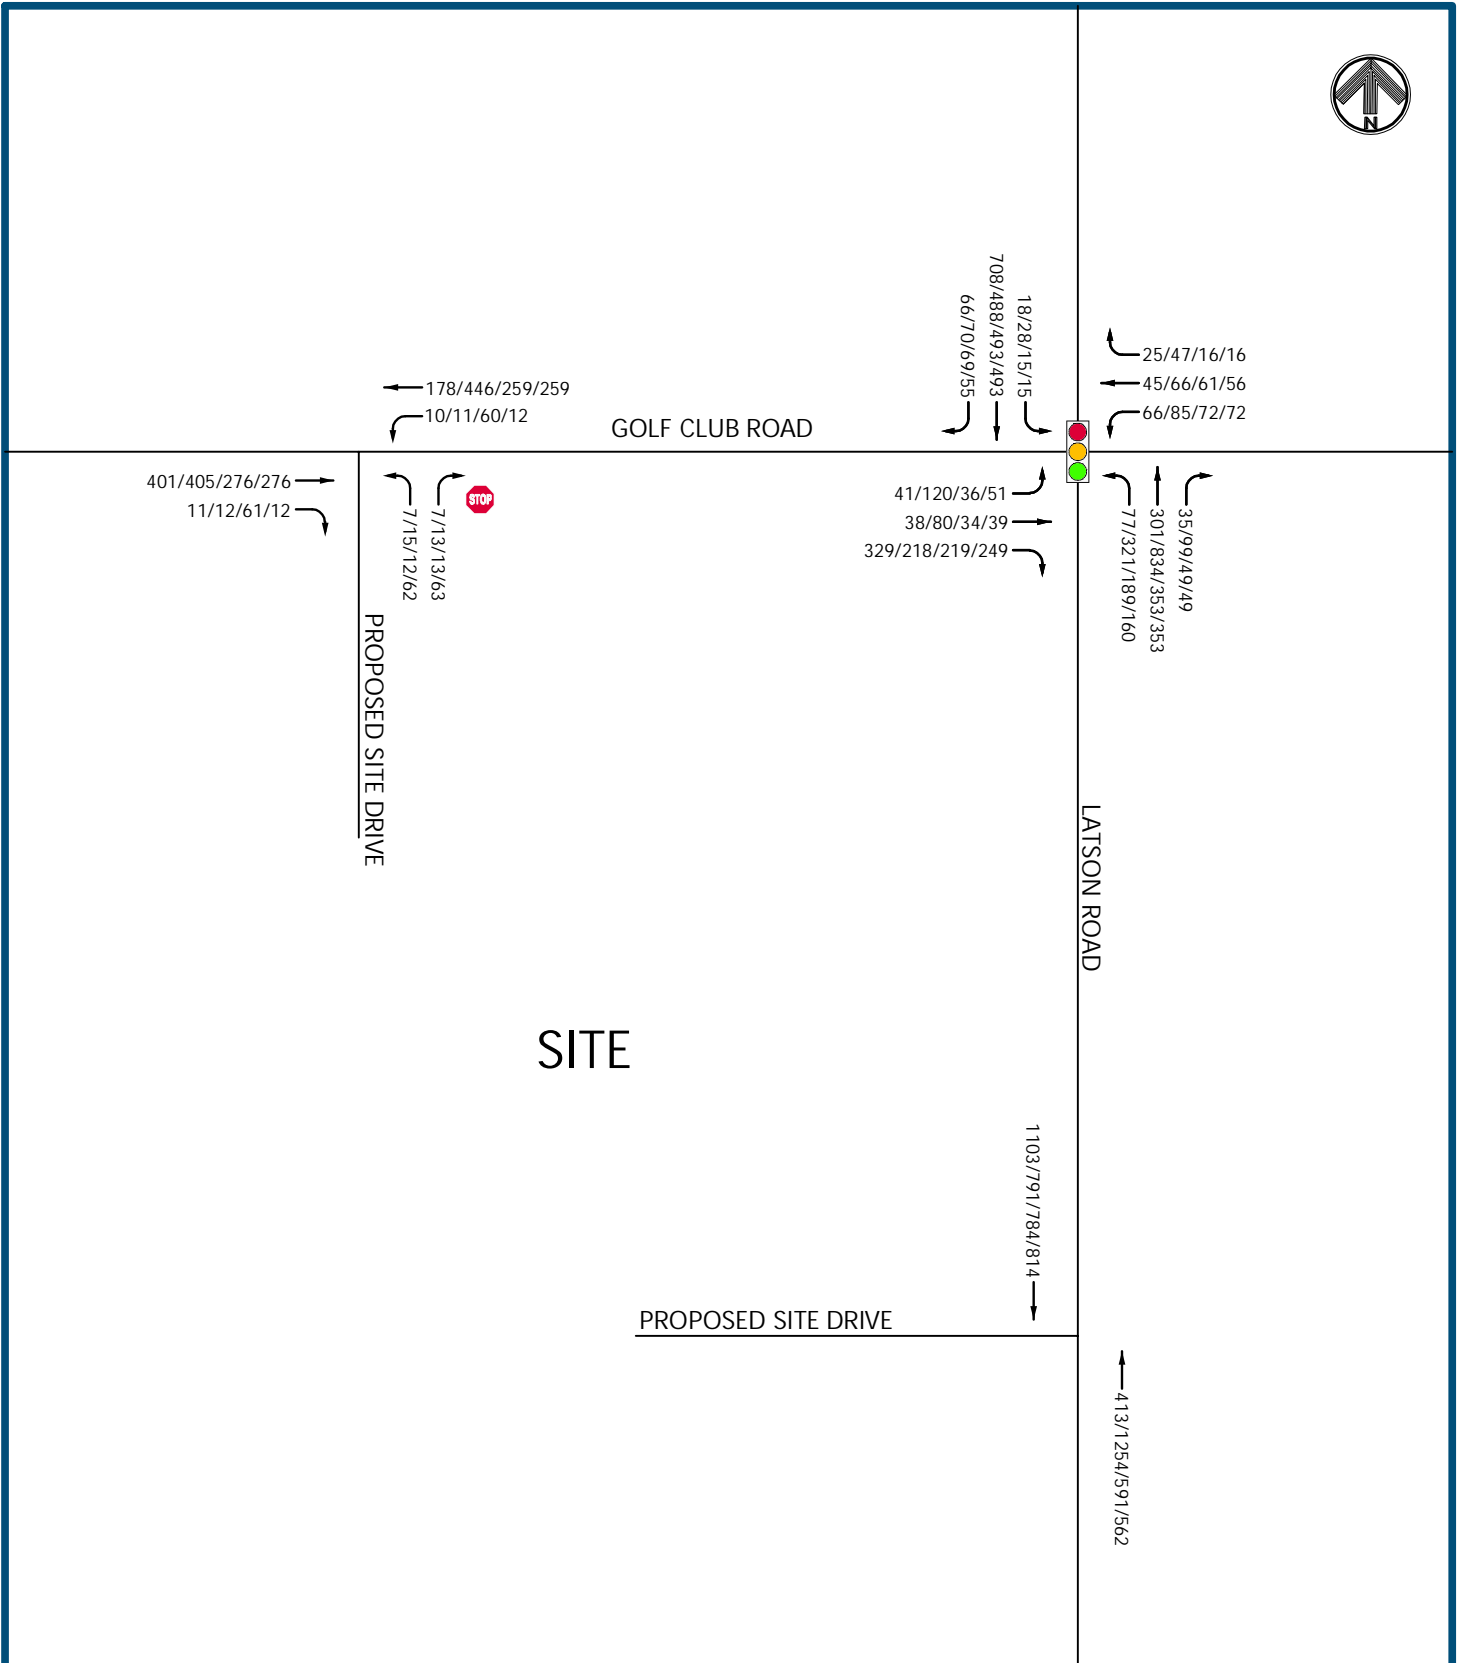 N
708/488/493/493
18/28/15/15
66/70/69/55
25/47/16/16
45/66/61/56
66/85/72/72
178/446/259/259
10/11/60/12
GOLF CLUB ROAD
401/405/276/276
11/12/61/12
7/15/12/62
7/13/13/63
STOP
41/120/36/51
38/80/34/39
329/218/219/249
77/321/189/160
301/834/353/353
35/99/49/49
PROPOSED SITE DRIVE
LATSON ROAD
SITE
1103/791/784/814
PROPOSED SITE DRIVE
413/1254/591/562